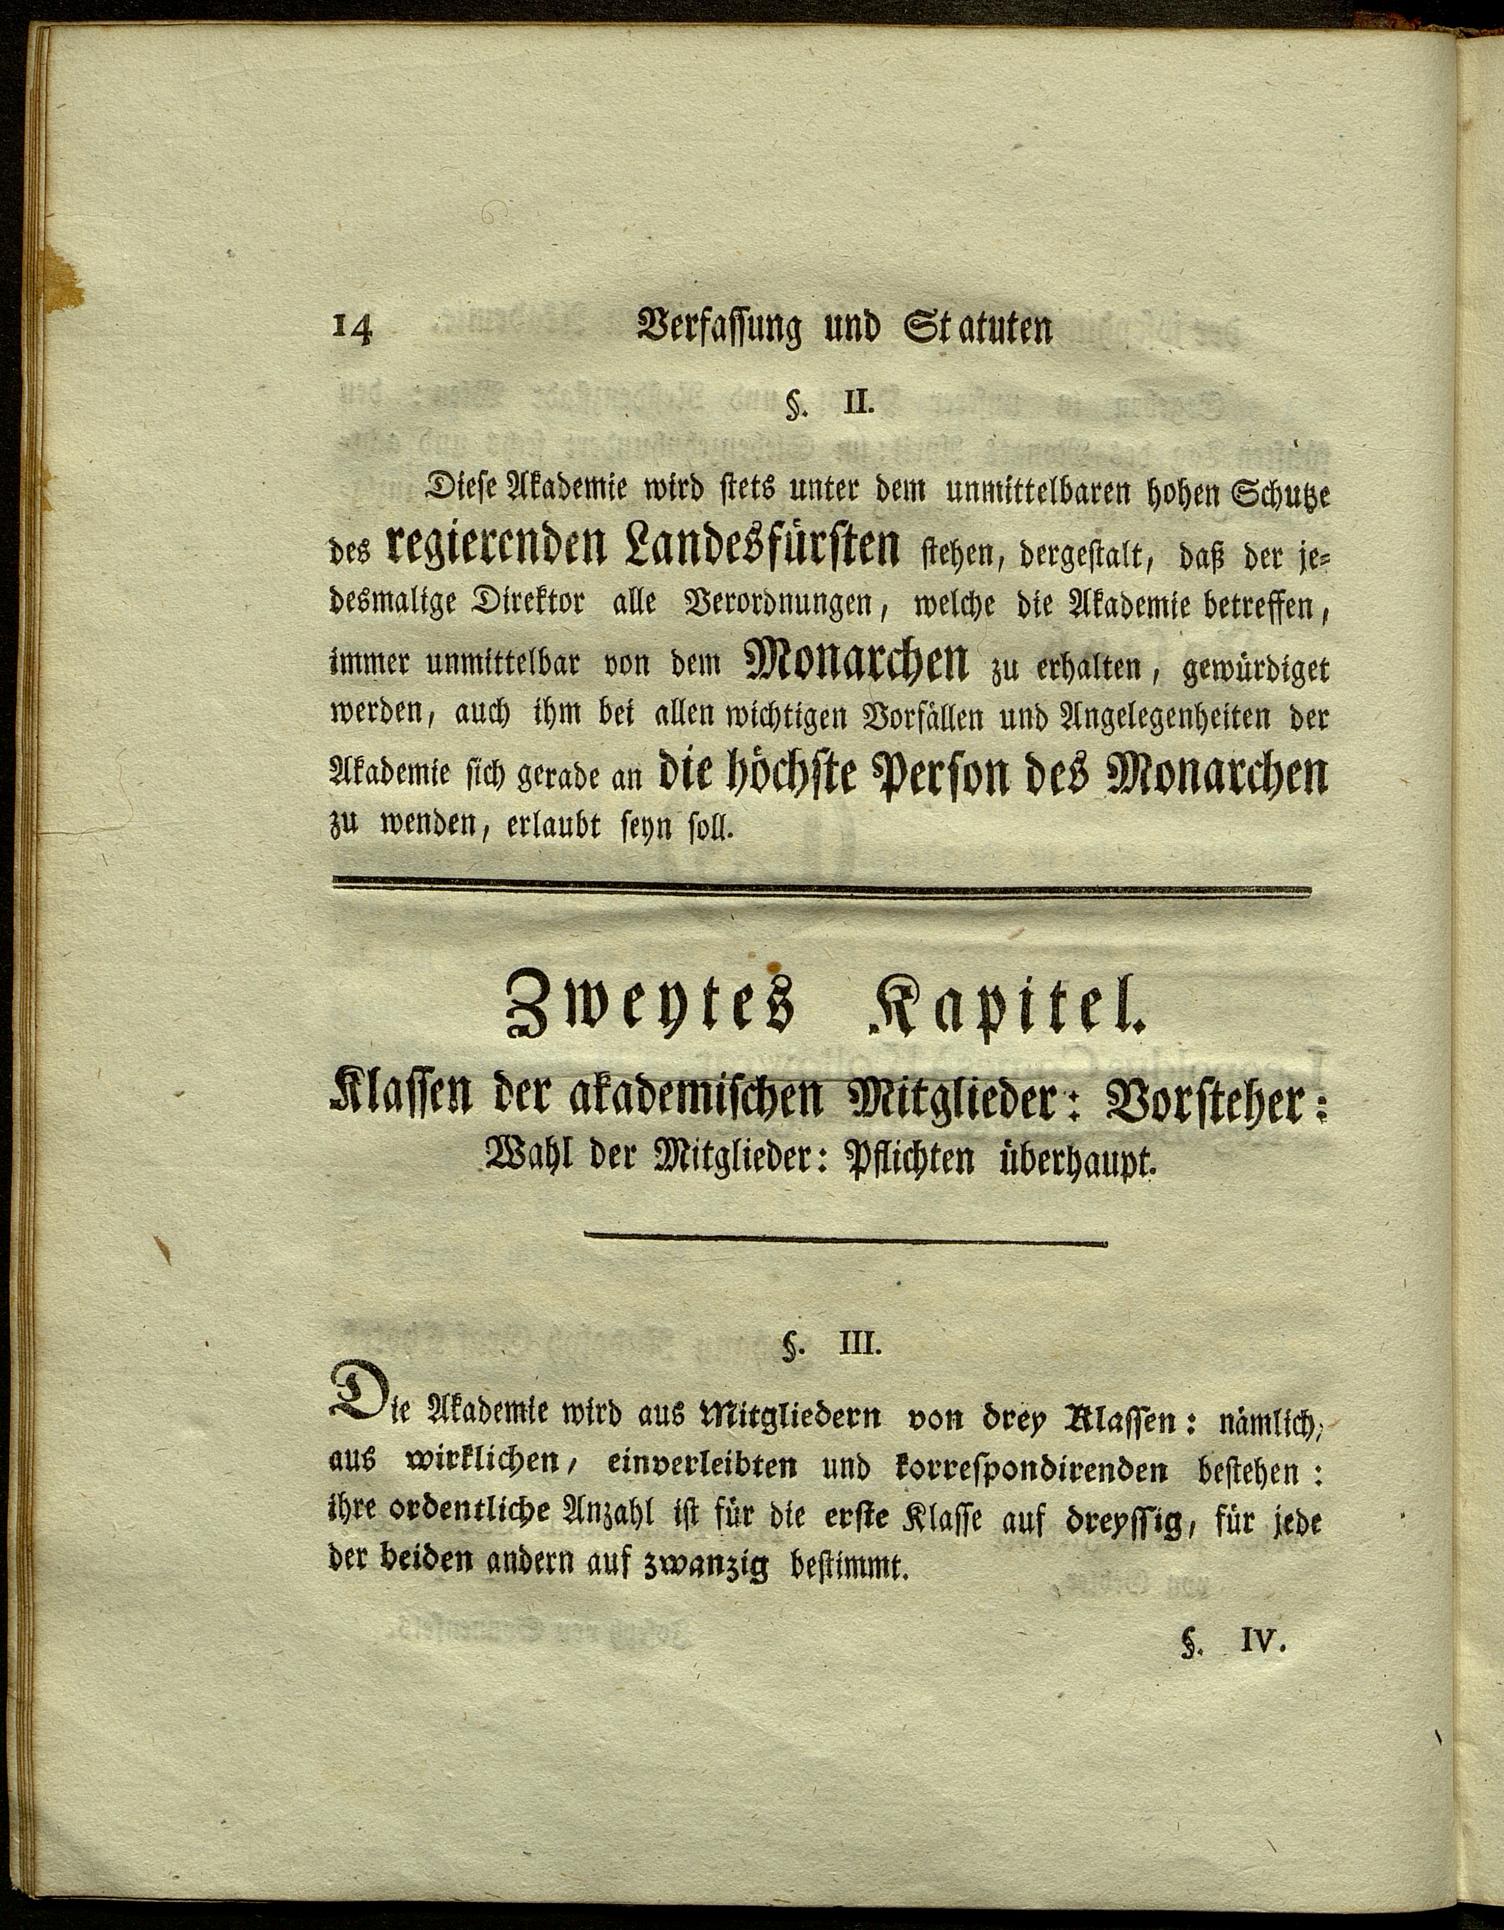 14 Verfassung und Statuten
§. II.
Diese Akademie wird stets unter dem unmittelbaren hohen Schutze
des regierenden Landesfürsten stehen, dergestalt, daß der je=
desmalige Direktor alle Verordnungen, welche die Akademie betreffen,
immer unmittelbar von dem Monarchen zu erhalten, gewürdiget
werden, auch ihm bei allen wichtigen Vorfällen und Angelegenheiten der
Akademie sich gerade an die höchste Person des Monarchen
zu wenden, erlaubt seyn soll.
Zweytes Kapitel.
Klassen der akademischen Mitglieder: Vorsteher:
Wahl der Mitglieder: Pflichten überhaupt.
§. III.
Die Akademie wird aus Mitgliedern von drey Klassen: nämlich,
aus wirklichen, einverleibten und korrespondirenden bestehen:
ihre ordentliche Anzahl ist für die erste Klasse auf dreyssig, für jede
der beiden andern auf zwanzig bestimmt.
§. IV.